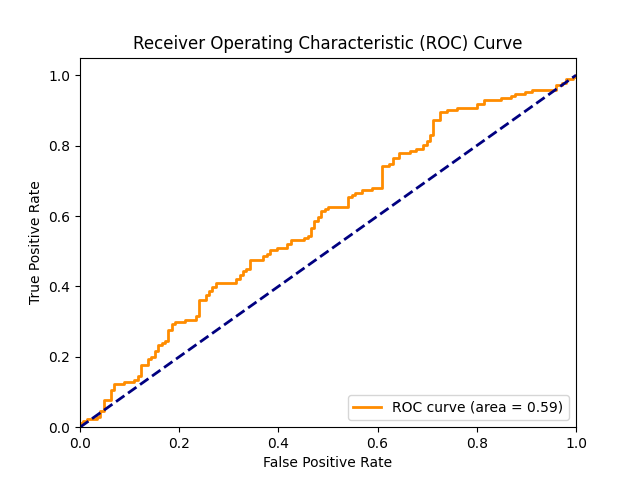 Receiver Operating Characteristic (ROC) Curve
1.0
0.8
0.6
0.4
0.2
0.0
True Positive Rate
ROC curve (area = 0.59)
0.0 0.2 0.4 0.6 0.8 1.0
False Positive Rate